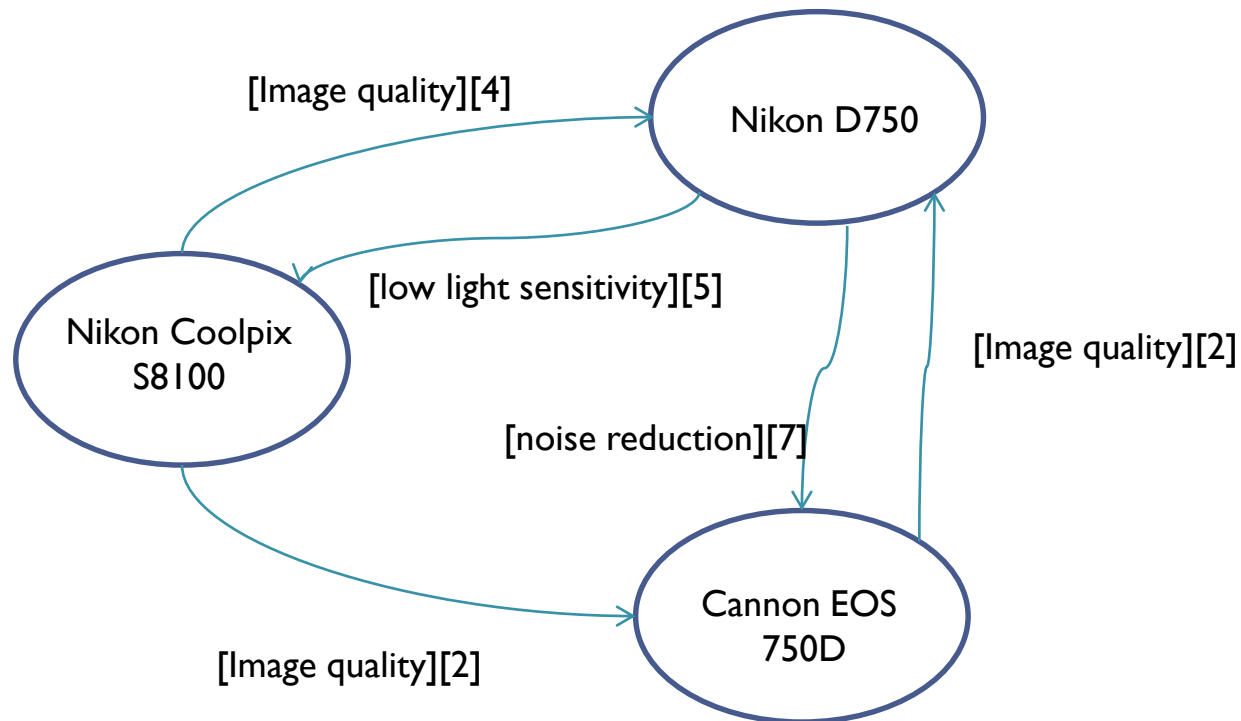 [Image quality][4]
Nikon D750
[low light sensitivity][5]
Nikon Coolpix
S8100
[Image quality][2]
[noise reduction][7]
Cannon EOS
750D
[Image quality][2]